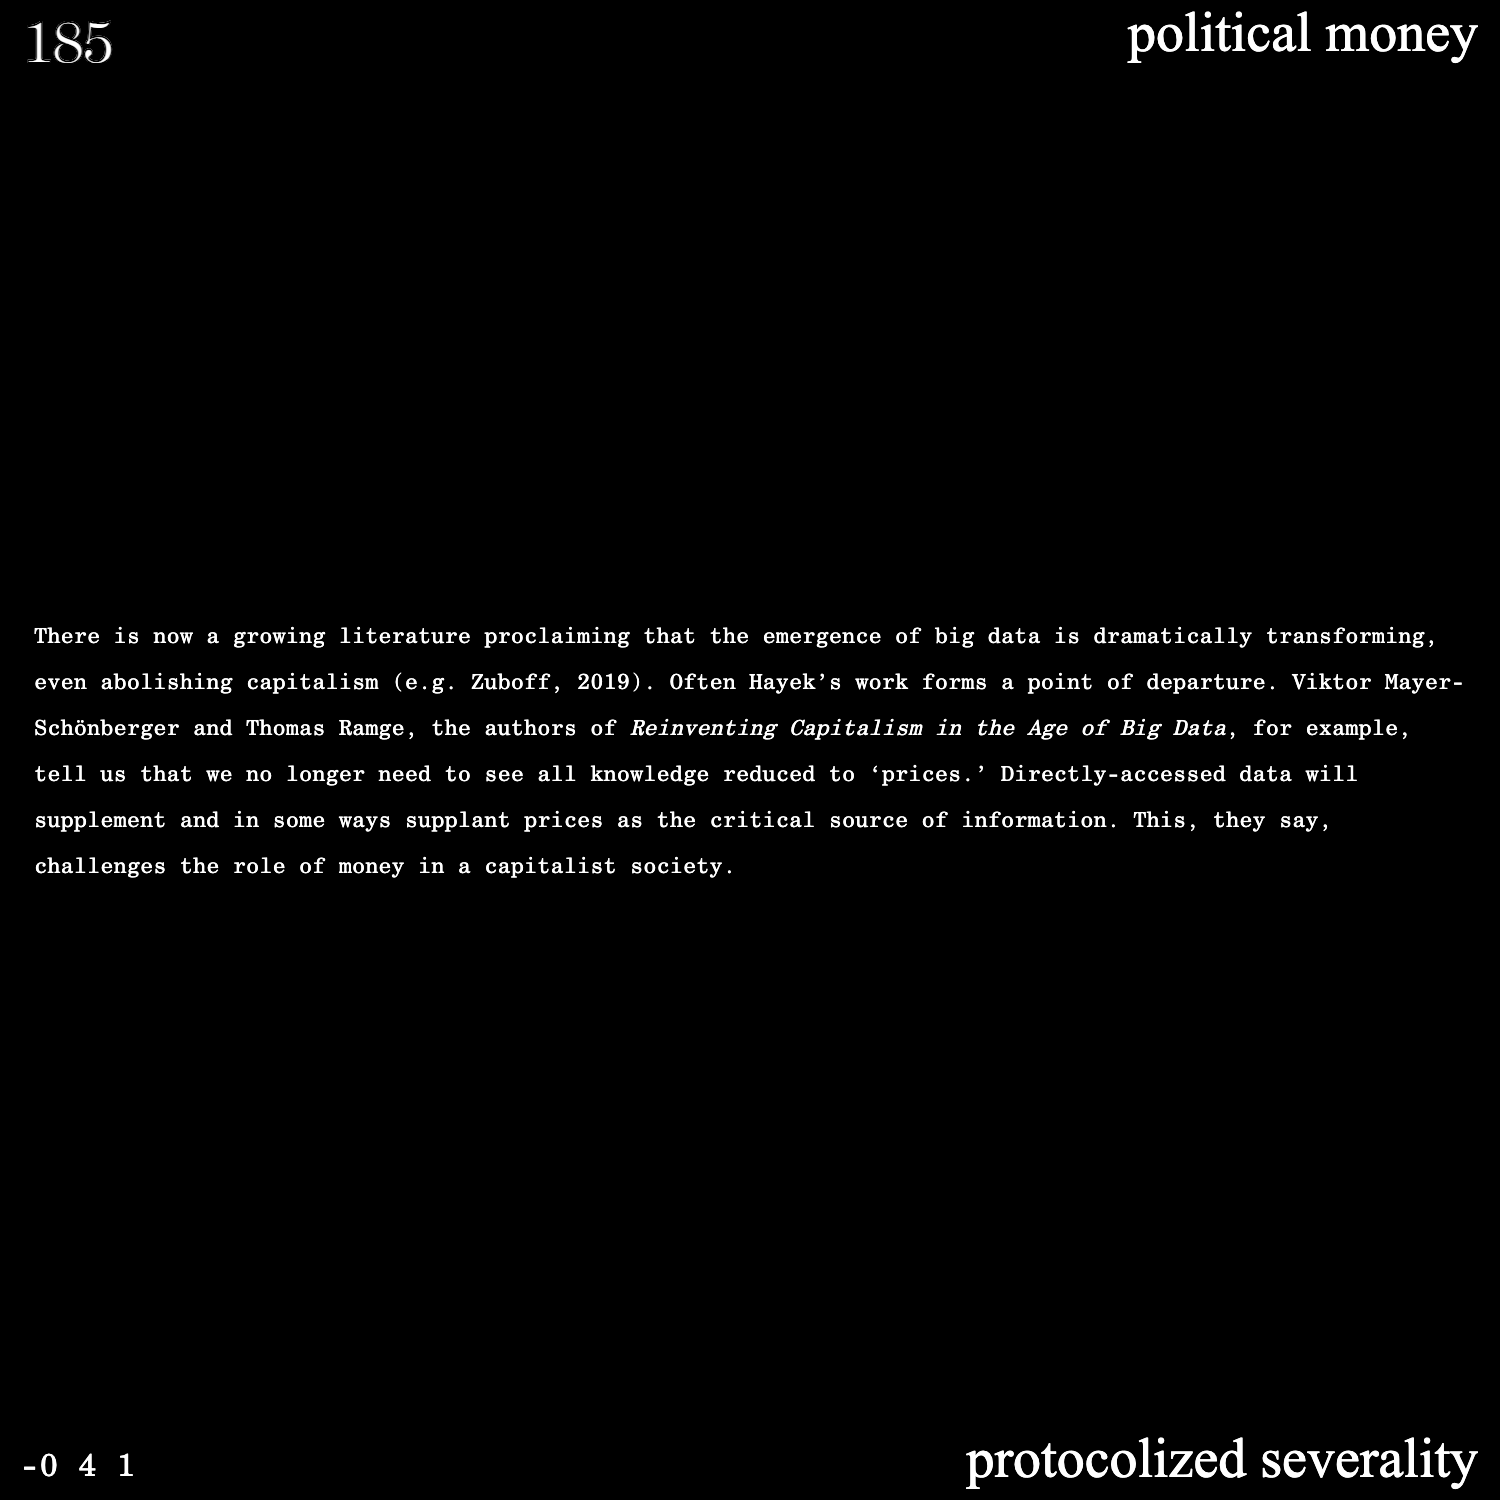 185
political money
There is now a growing literature proclaiming that the emergence of big data is dramatically transforming,
even abolishing capitalism (e.g. Zuboff, 2019). Often Hayek’s work forms a point of departure. Viktor Mayer-
Schönberger and Thomas Ramge, the authors of Reinventing Capitalism in the Age of Big Data, for example,
tell us that we no longer need to see all knowledge reduced to ‘prices.’ Directly-accessed data will
supplement and in some ways supplant prices as the critical source of information. This, they say,
challenges the role of money in a capitalist society.
-0 4 1
protocolized severality